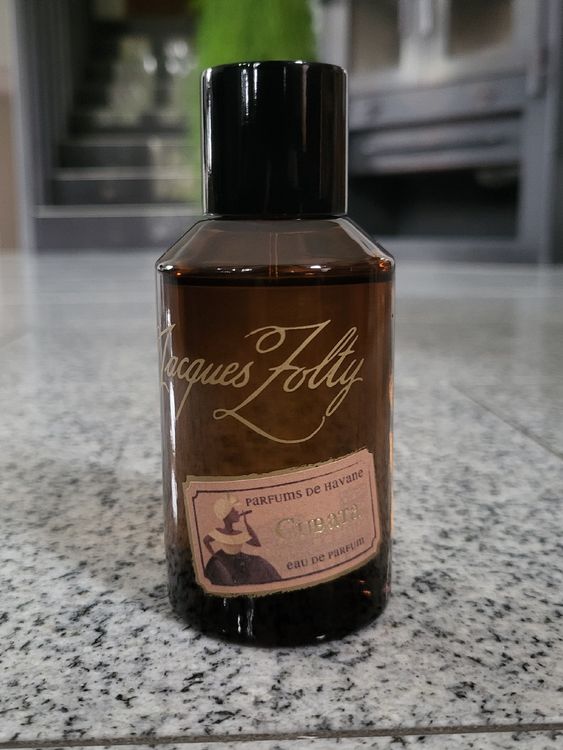 Jacques Zolty
PARFUMS DE HAVANE
CUBATA
EAU DE PARFUM